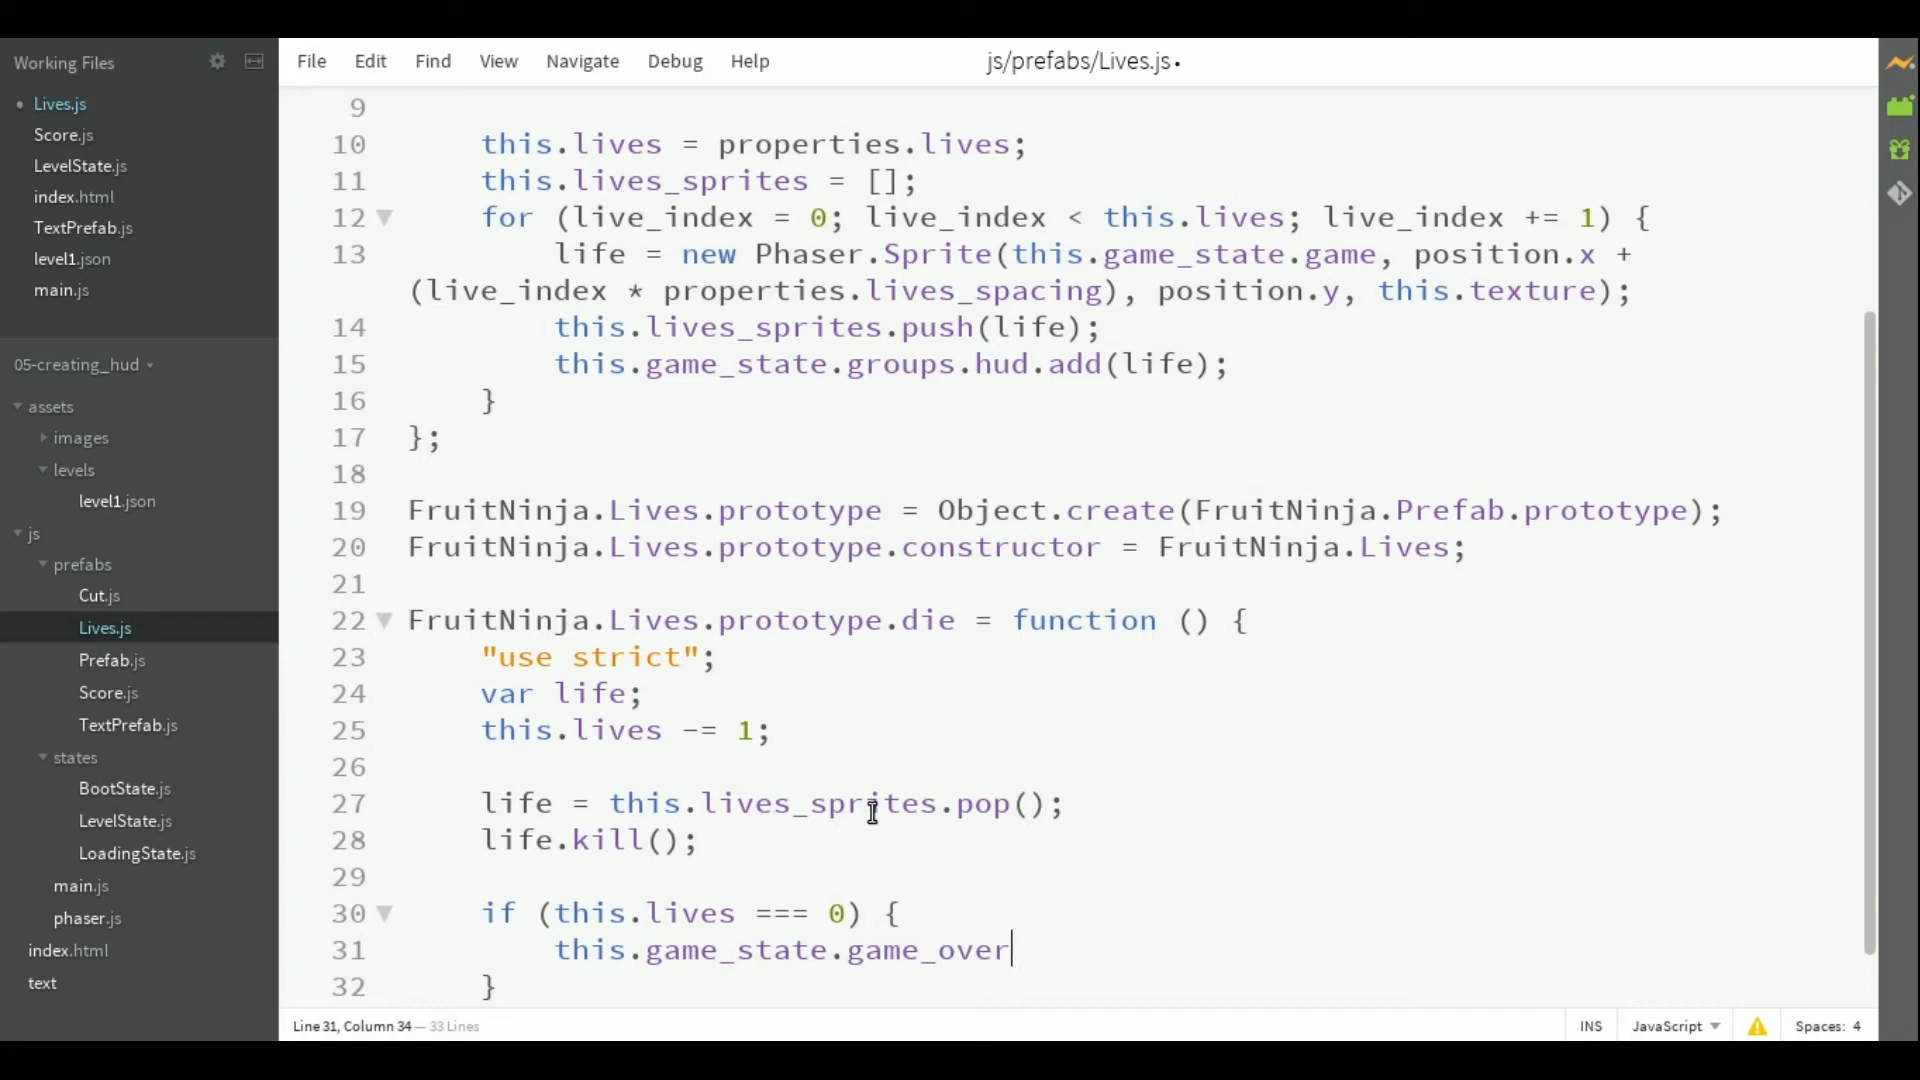 Working Files
Lives.js
Score.js
LevelState.js
index.html
TextPrefab.js
level1.json
main.js
05-creating_hud
assets
images
levels
level1.json
js
prefabs
Cut.js
Lives.js
Prefab.js
Score.js
TextPrefab.js
states
BootState.js
LevelState.js
LoadingState.js
main.js
phaser.js
index.html
text
File Edit Find View Navigate Debug Help
js/prefabs/Lives.js •
9
10 this.lives = properties.lives;
11 this.lives_sprites = [];
12 for (live_index = 0; live_index < this.lives; live_index += 1) {
13 life = new Phaser.Sprite(this.game_state.game, position.x +
(live_index * properties.lives_spacing), position.y, this.texture);
14 this.lives_sprites.push(life);
15 this.game_state.groups.hud.add(life);
16 }
17 };
18
19 FruitNinja.Lives.prototype = Object.create(FruitNinja.Prefab.prototype);
20 FruitNinja.Lives.prototype.constructor = FruitNinja.Lives;
21
22 FruitNinja.Lives.prototype.die = function () {
23 "use strict";
24 var life;
25 this.lives -= 1;
26
27 life = this.lives_sprites.pop();
28 life.kill();
29
30 if (this.lives === 0) {
31 this.game_state.game_over
32 }
Line 31, Column 34 — 33 Lines
INS JavaScript Spaces: 4